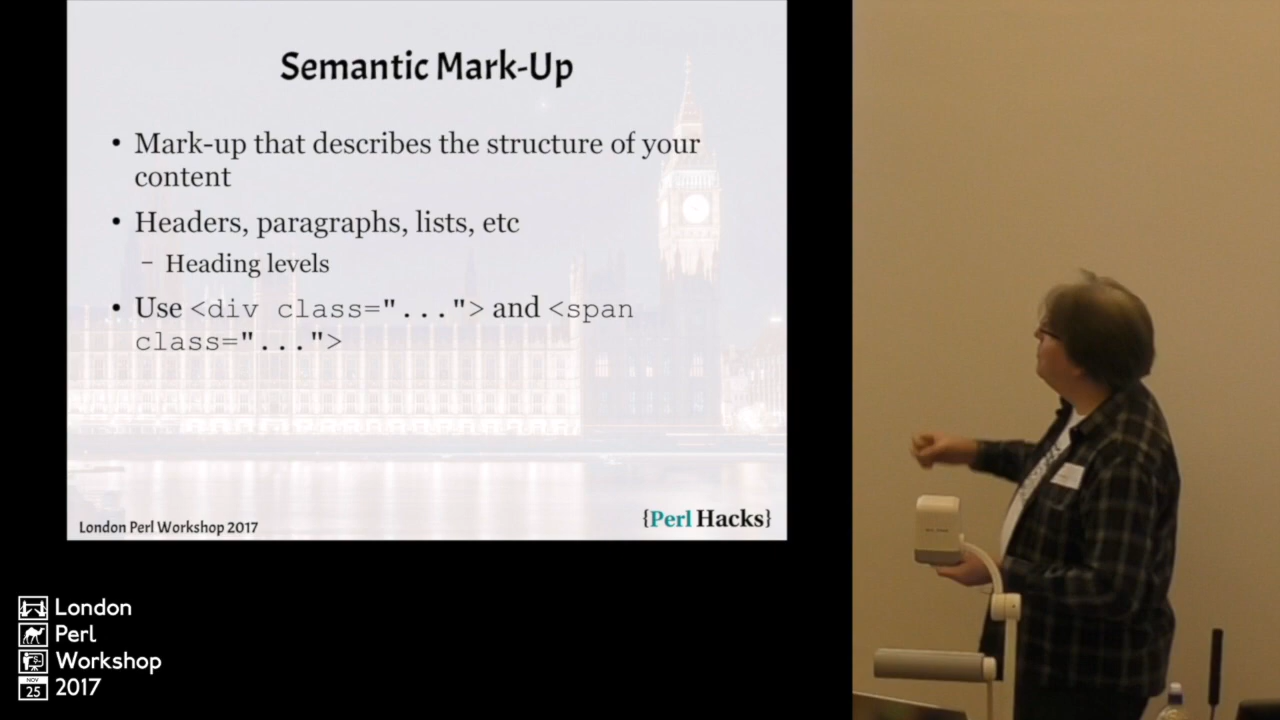 Semantic Mark-Up
• Mark-up that describes the structure of your
content
• Headers, paragraphs, lists, etc
– Heading levels
• Use <div class="..."> and <span
class="...">
London Perl Workshop 2017
{Perl Hacks}
London
Perl
Workshop
NOV
25
2017